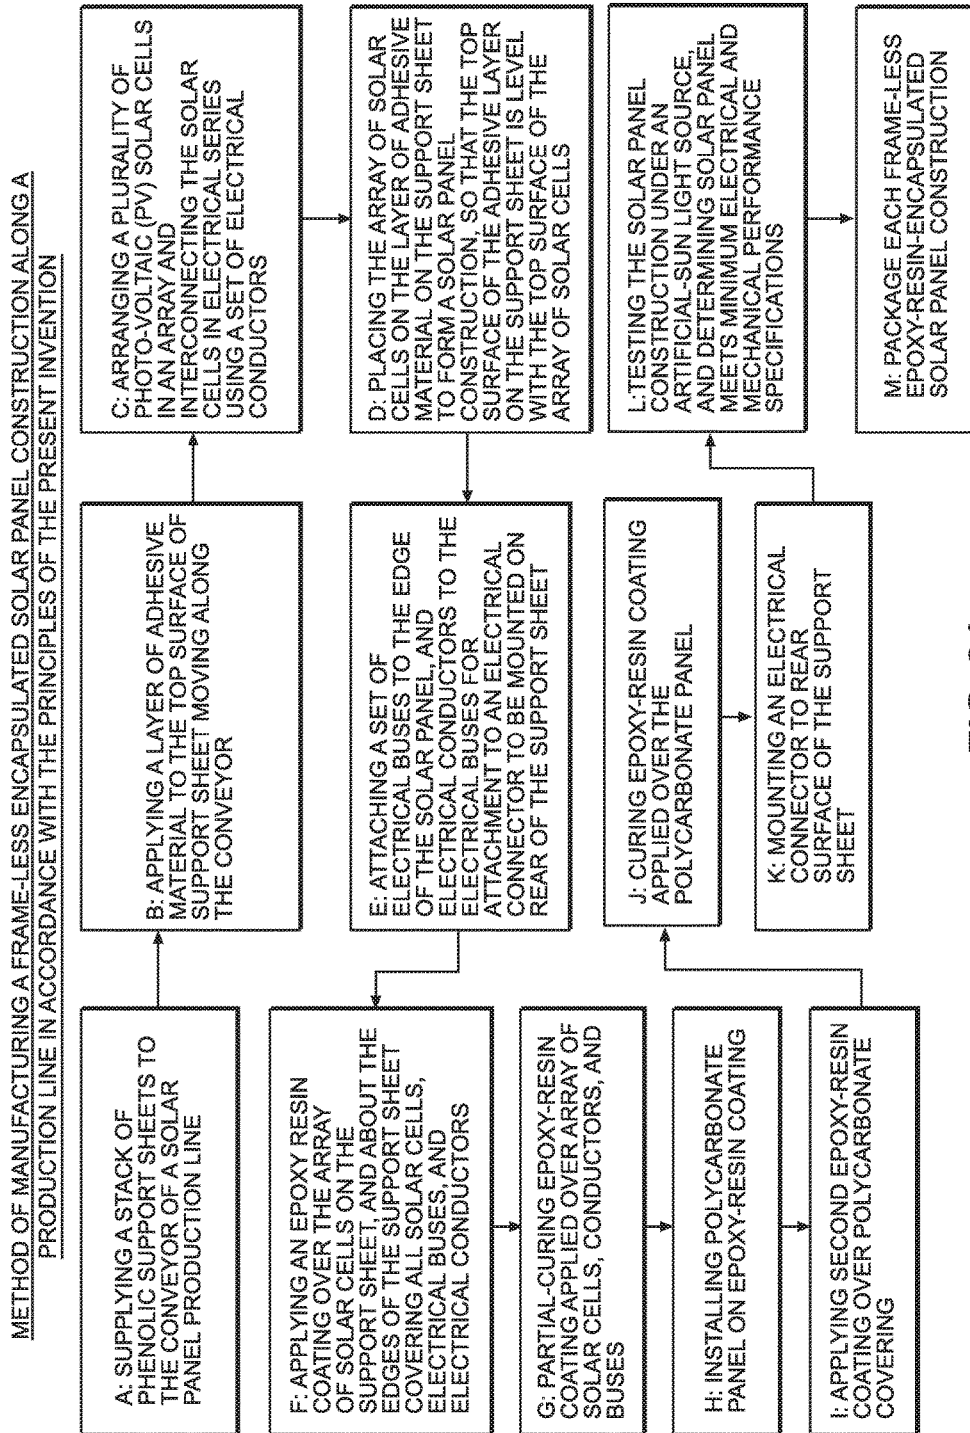 METHOD OF MANUFACTURING A FRAME-LESS ENCAPSULATED SOLAR PANEL CONSTRUCTION ALONG A
PRODUCTION LINE IN ACCORDANCE WITH THE PRINCIPLES OF THE PRESENT INVENTION
A: SUPPLYING A STACK OF
PHENOLIC SUPPORT SHEETS TO
THE CONVEYOR OF A SOLAR
PANEL PRODUCTION LINE
B: APPLYING A LAYER OF ADHESIVE
MATERIAL TO THE TOP SURFACE OF
SUPPORT SHEET MOVING ALONG
THE CONVEYOR
C: ARRANGING A PLURALITY OF
PHOTO-VOLTAIC (PV) SOLAR CELLS
IN AN ARRAY AND
INTERCONNECTING THE SOLAR
CELLS IN ELECTRICAL SERIES
USING A SET OF ELECTRICAL
CONDUCTORS
D: PLACING THE ARRAY OF SOLAR
CELLS ON THE LAYER OF ADHESIVE
MATERIAL ON THE SUPPORT SHEET
TO FORM A SOLAR PANEL
CONSTRUCTION, SO THAT THE TOP
SURFACE OF THE ADHESIVE LAYER
ON THE SUPPORT SHEET IS LEVEL
WITH THE TOP SURFACE OF THE
ARRAY OF SOLAR CELLS
E: ATTACHING A SET OF
ELECTRICAL BUSES TO THE EDGE
OF THE SOLAR PANEL, AND
ELECTRICAL CONDUCTORS TO THE
ELECTRICAL BUSES FOR
ATTACHMENT TO AN ELECTRICAL
CONNECTOR TO BE MOUNTED ON
REAR OF THE SUPPORT SHEET
F: APPLYING AN EPOXY RESIN
COATING OVER THE ARRAY
OF SOLAR CELLS ON THE
SUPPORT SHEET, AND ABOUT THE
EDGES OF THE SUPPORT SHEET
COVERING ALL SOLAR CELLS,
ELECTRICAL BUSES, AND
ELECTRICAL CONDUCTORS
G: PARTIAL-CURING EPOXY-RESIN
COATING APPLIED OVER ARRAY OF
SOLAR CELLS, CONDUCTORS, AND
BUSES
H: INSTALLING POLYCARBONATE
PANEL ON EPOXY-RESIN COATING
I: APPLYING SECOND EPOXY-RESIN
COATING OVER POLYCARBONATE
COVERING
J: CURING EPOXY-RESIN COATING
APPLIED OVER THE
POLYCARBONATE PANEL
K: MOUNTING AN ELECTRICAL
CONNECTOR TO REAR
SURFACE OF THE SUPPORT
SHEET
L:TESTING THE SOLAR PANEL
CONSTRUCTION UNDER AN
ARTIFICIAL-SUN LIGHT SOURCE,
AND DETERMINING SOLAR PANEL
MEETS MINIMUM ELECTRICAL AND
MECHANICAL PERFORMANCE
SPECIFICATIONS
M: PACKAGE EACH FRAME-LESS
EPOXY-RESIN-ENCAPSULATED
SOLAR PANEL CONSTRUCTION